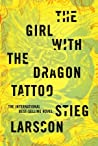 THE
GIRL
WITH
THE
DRAGON
TATTOO
THE INTERNATIONAL
BEST-SELLING NOVEL
STIEG
LARSSON